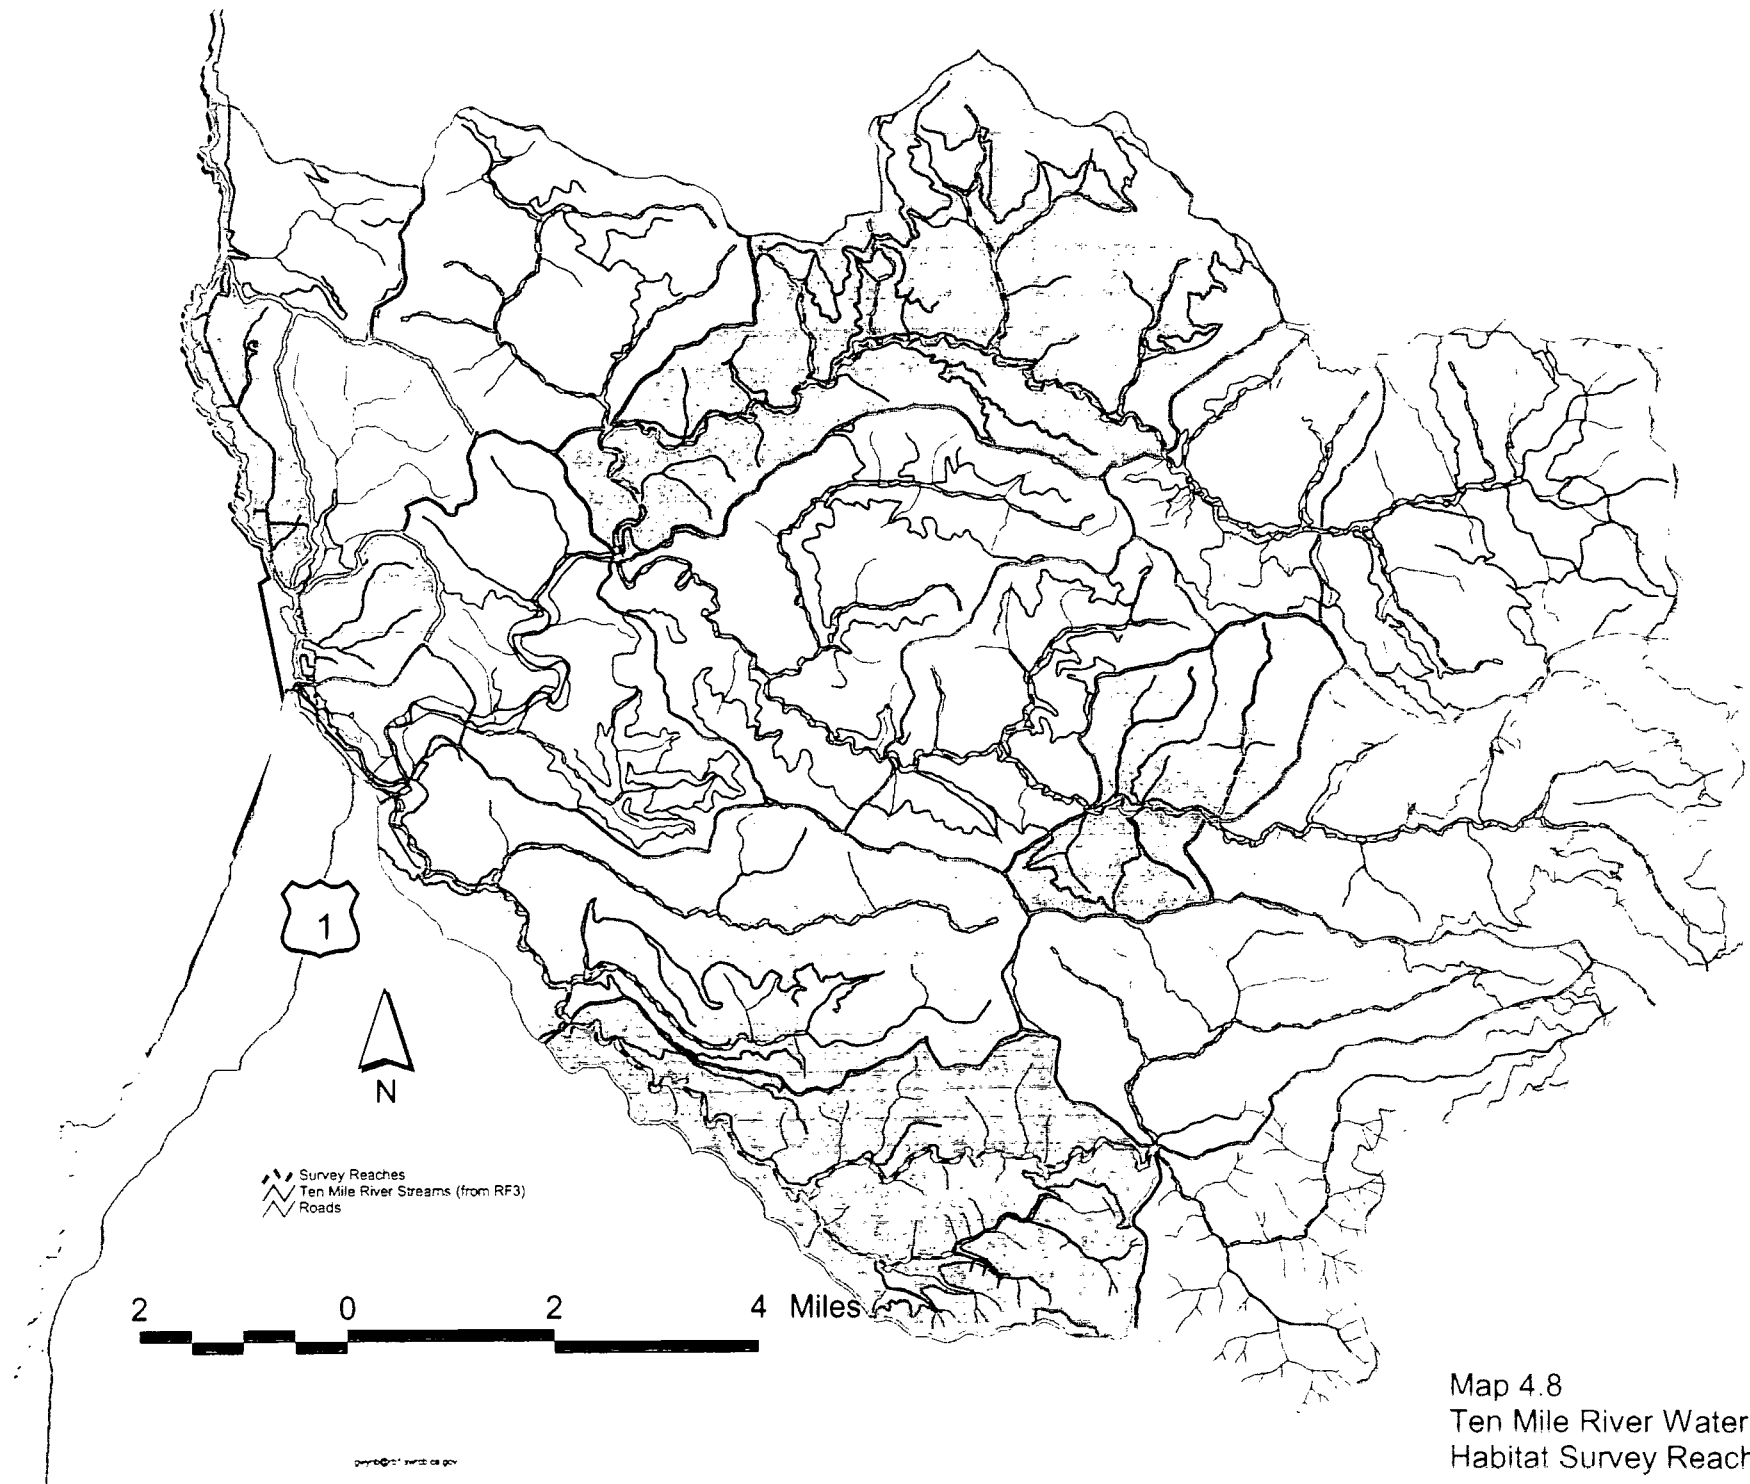 1
N
Survey Reaches
Ten Mile River Streams (from RF3)
Roads
2 0 2 4 Miles
Map 4.8
Ten Mile River Water
Habitat Survey Reach